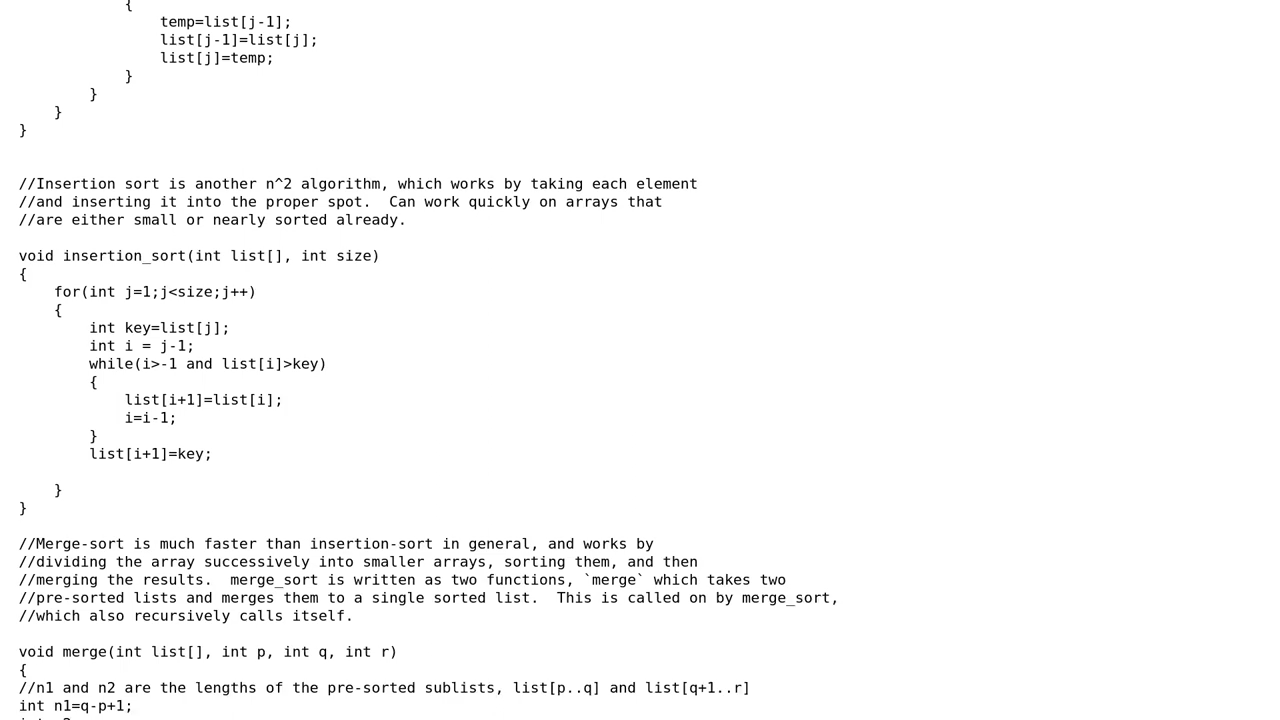 {
temp=list[j-1];
list[j-1]=list[j];
list[j]=temp;
}
}
}
}
//Insertion sort is another n^2 algorithm, which works by taking each element
//and inserting it into the proper spot.  Can work quickly on arrays that
//are either small or nearly sorted already.
void insertion_sort(int list[], int size)
{
for(int j=1;j<size;j++)
{
int key=list[j];
int i = j-1;
while(i>-1 and list[i]>key)
{
list[i+1]=list[i];
i=i-1;
}
list[i+1]=key;
}
}
//Merge-sort is much faster than insertion-sort in general, and works by
//dividing the array successively into smaller arrays, sorting them, and then
//merging the results.  merge_sort is written as two functions, `merge` which takes two
//pre-sorted lists and merges them to a single sorted list.  This is called on by merge_sort,
//which also recursively calls itself.
void merge(int list[], int p, int q, int r)
{
//n1 and n2 are the lengths of the pre-sorted sublists, list[p..q] and list[q+1..r]
int n1=q-p+1;